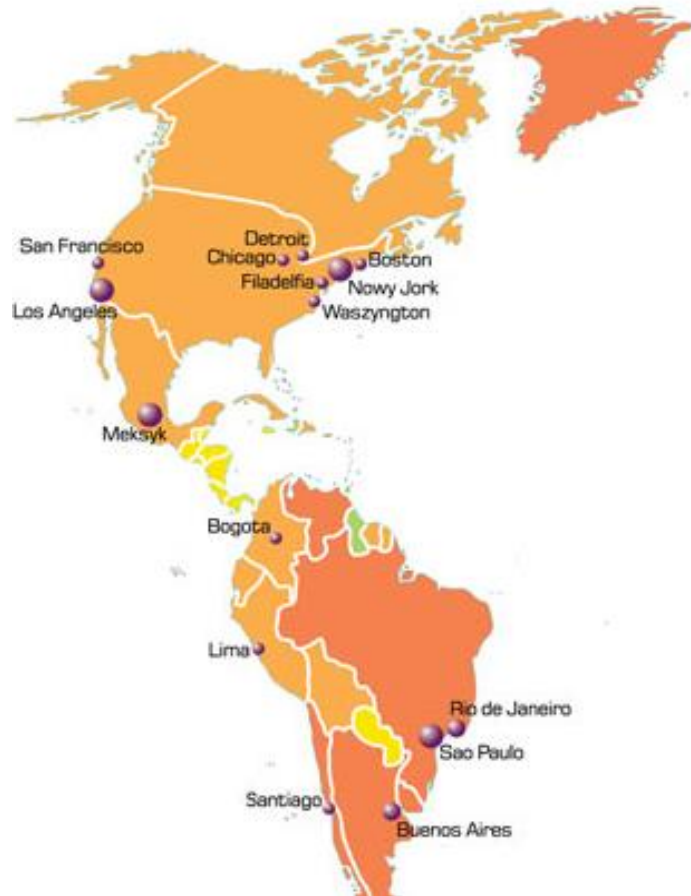 San Francisco
Detroit
Chicago
Boston
Filadelfia
Nowy Jork
Los Angeles
Waszyngton
Meksyk
Bogota
Lima
Rio de Janeiro
Sao Paulo
Santiago
Buenos Aires